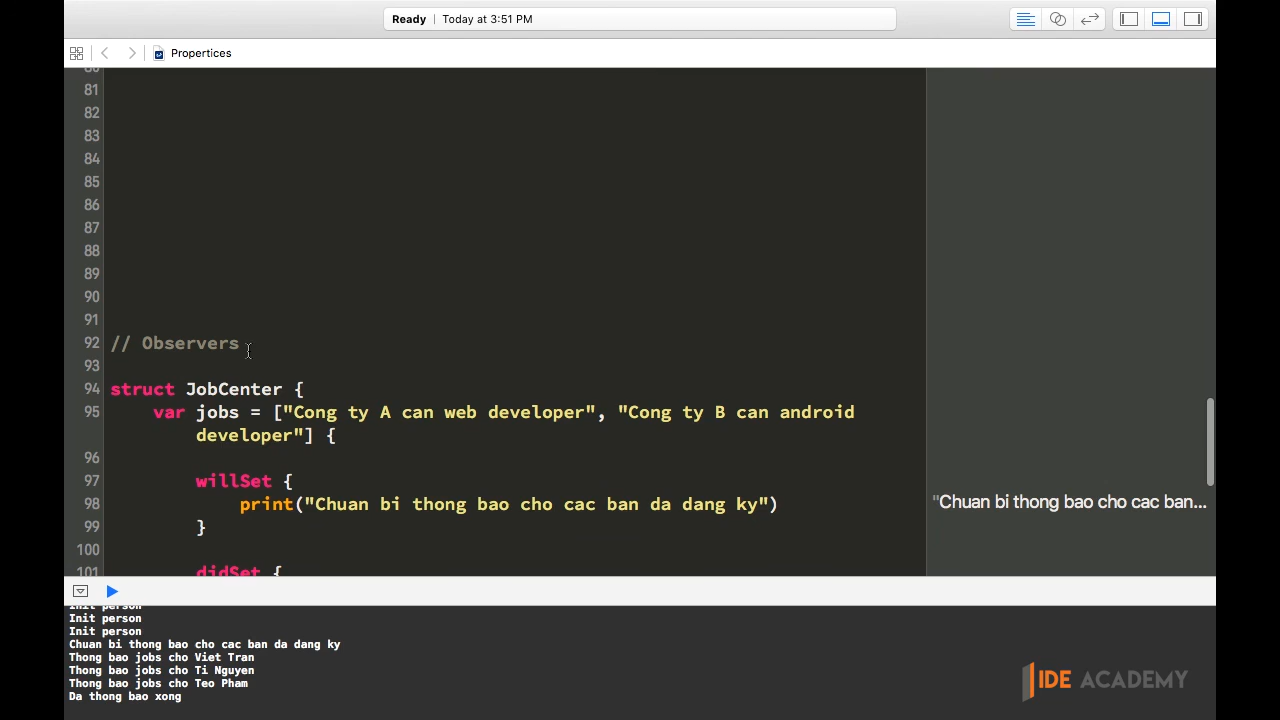 Ready | Today at 3:51 PM
Propertices
80
81
82
83
84
85
86
87
88
89
90
91
92 // Observers
93
94 struct JobCenter {
95 var jobs = ["Cong ty A can web developer", "Cong ty B can android
developer"] {
96
97 willSet {
98 print("Chuan bi thong bao cho cac ban da dang ky")
"Chuan bi thong bao cho cac ban...
99 }
100
101 didSet {
Init person
Init person
Init person
Chuan bi thong bao cho cac ban da dang ky
Thong bao jobs cho Viet Tran
Thong bao jobs cho Ti Nguyen
Thong bao jobs cho Teo Pham
Da thong bao xong
IDE ACADEMY